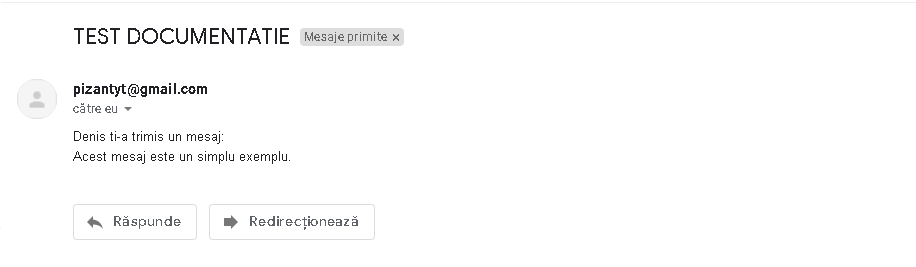 TEST DOCUMENTATIE Mesaje primite ×
pizantyt@gmail.com
către eu
Denis ti-a trimis un mesaj:
Acest mesaj este un simplu exemplu.
Răspunde Redirecționează